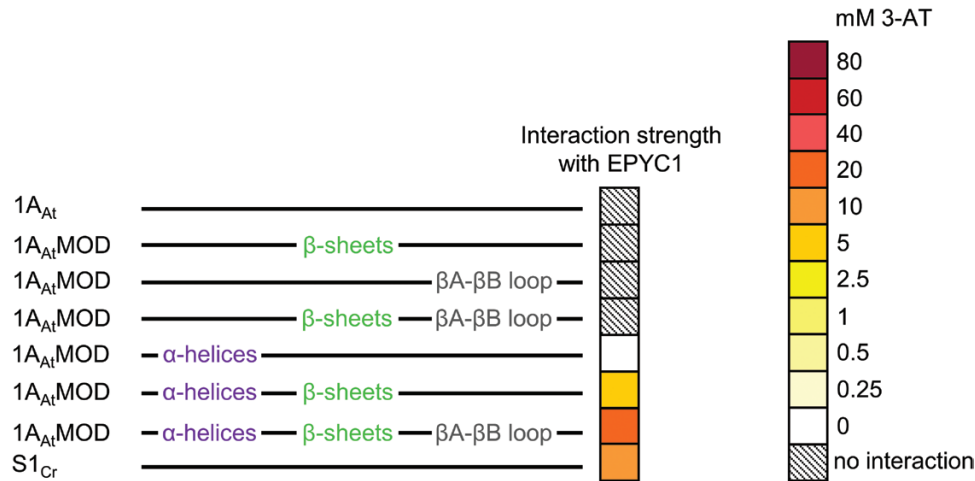 mM 3-AT
80
60
40
20
10
5
2.5
1
0.5
0.25
0
no interaction
Interaction strength
with EPYC1
1A_At
1A_AtMOD β-sheets
1A_AtMOD βA-βB loop
1A_AtMOD β-sheets βA-βB loop
1A_AtMOD α-helices
1A_AtMOD α-helices β-sheets
1A_AtMOD α-helices β-sheets βA-βB loop
S1_Cr